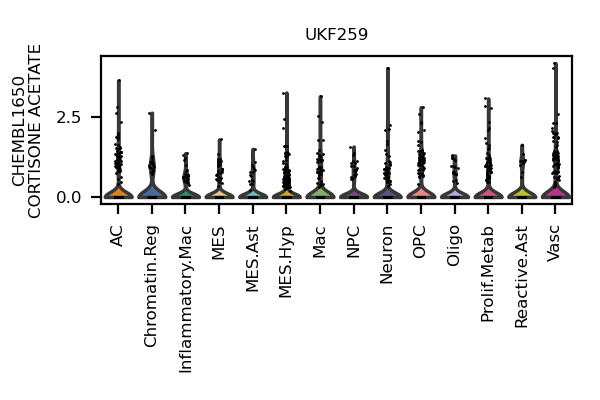 UKF259
CHEMBL1650
CORTISONE ACETATE
2.5
0.0
AC
Chromatin.Reg
Inflammatory.Mac
MES
MES.Ast
MES.Hyp
Mac
NPC
Neuron
OPC
Oligo
Prolif.Metab
Reactive.Ast
Vasc